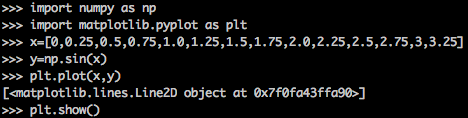 >>> import numpy as np
>>> import matplotlib.pyplot as plt
>>> x=[0,0.25,0.5,0.75,1.0,1.25,1.5,1.75,2.0,2.25,2.5,2.75,3,3.25]
>>> y=np.sin(x)
>>> plt.plot(x,y)
[<matplotlib.lines.Line2D object at 0x7f0fa43ffa90>]
>>> plt.show()